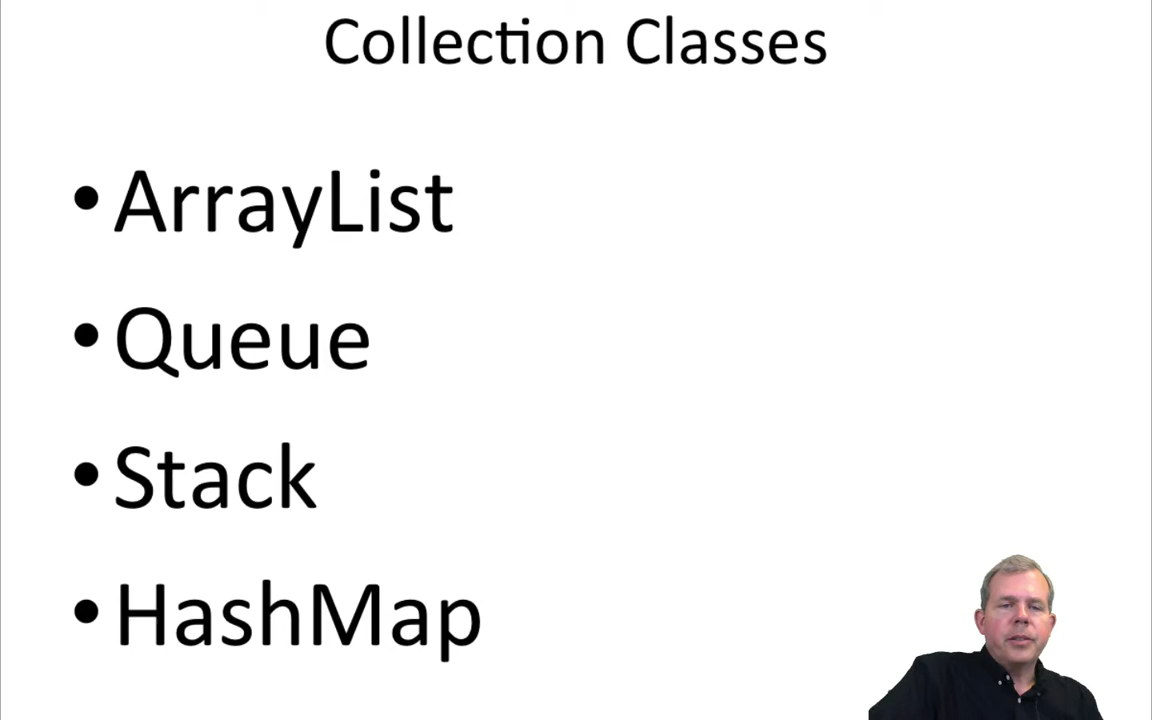 Collection Classes
• ArrayList
• Queue
• Stack
• HashMap